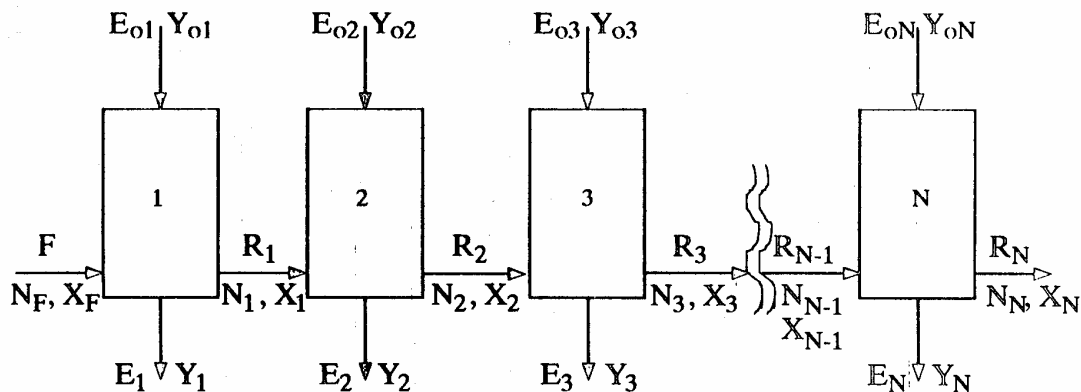 E₀₁ Y₀₁ E₀₂ Y₀₂ E₀₃ Y₀₃ E₀N Y₀N
1 2 3 N
F R₁ R₂ R₃ R_N-1 R_N
N_F, X_F N₁, X₁ N₂, X₂ N₃, X₃ N_N-1 N_N, X_N
X_N-1
E₁ Y₁ E₂ Y₂ E₃ Y₃ E_N Y_N